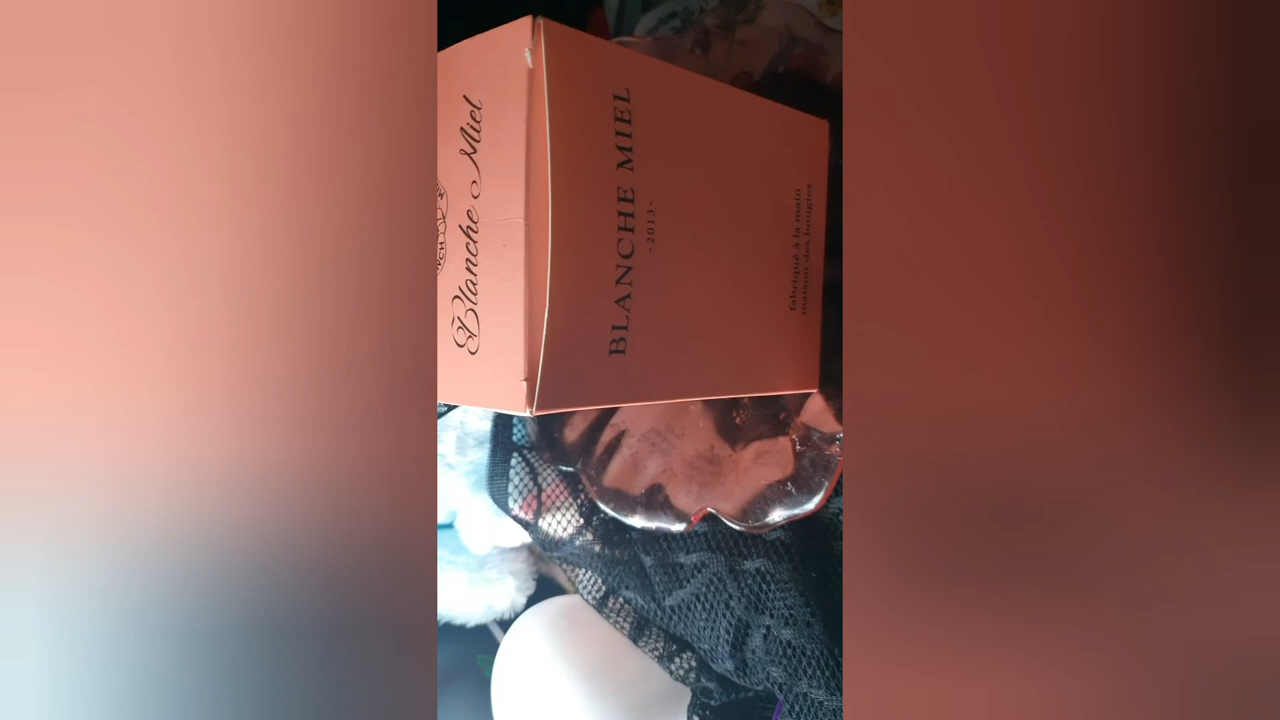 Blanche Miel
BLANCHE MIEL
-2013-
fabriqué à la main
maison des bougies